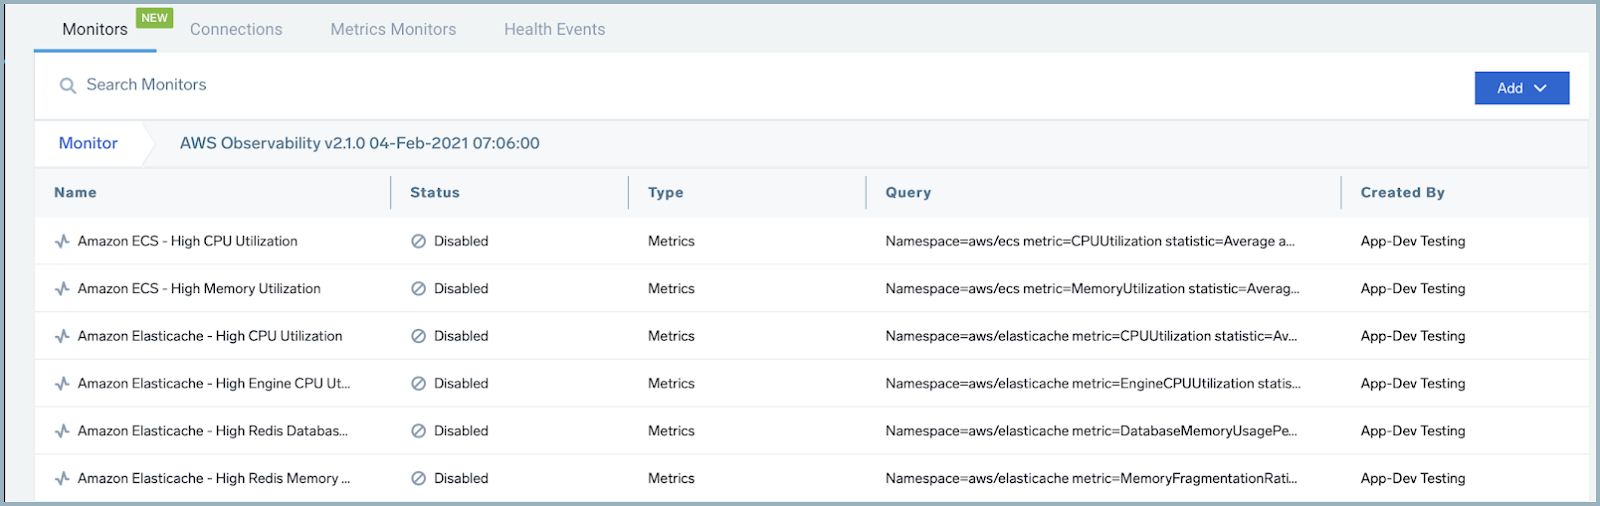 Monitors NEW Connections Metrics Monitors Health Events
Search Monitors Add
Monitor AWS Observability v2.1.0 04-Feb-2021 07:06:00
Name Status Type Query Created By
Amazon ECS - High CPU Utilization Disabled Metrics Namespace=aws/ecs metric=CPUUtilization statistic=Average a... App-Dev Testing
Amazon ECS - High Memory Utilization Disabled Metrics Namespace=aws/ecs metric=MemoryUtilization statistic=Averag... App-Dev Testing
Amazon Elasticache - High CPU Utilization Disabled Metrics Namespace=aws/elasticache metric=CPUUtilization statistic=Av... App-Dev Testing
Amazon Elasticache - High Engine CPU Ut... Disabled Metrics Namespace=aws/elasticache metric=EngineCPUUtilization statis... App-Dev Testing
Amazon Elasticache - High Redis Databas... Disabled Metrics Namespace=aws/elasticache metric=DatabaseMemoryUsagePe... App-Dev Testing
Amazon Elasticache - High Redis Memory ... Disabled Metrics Namespace=aws/elasticache metric=MemoryFragmentationRati... App-Dev Testing